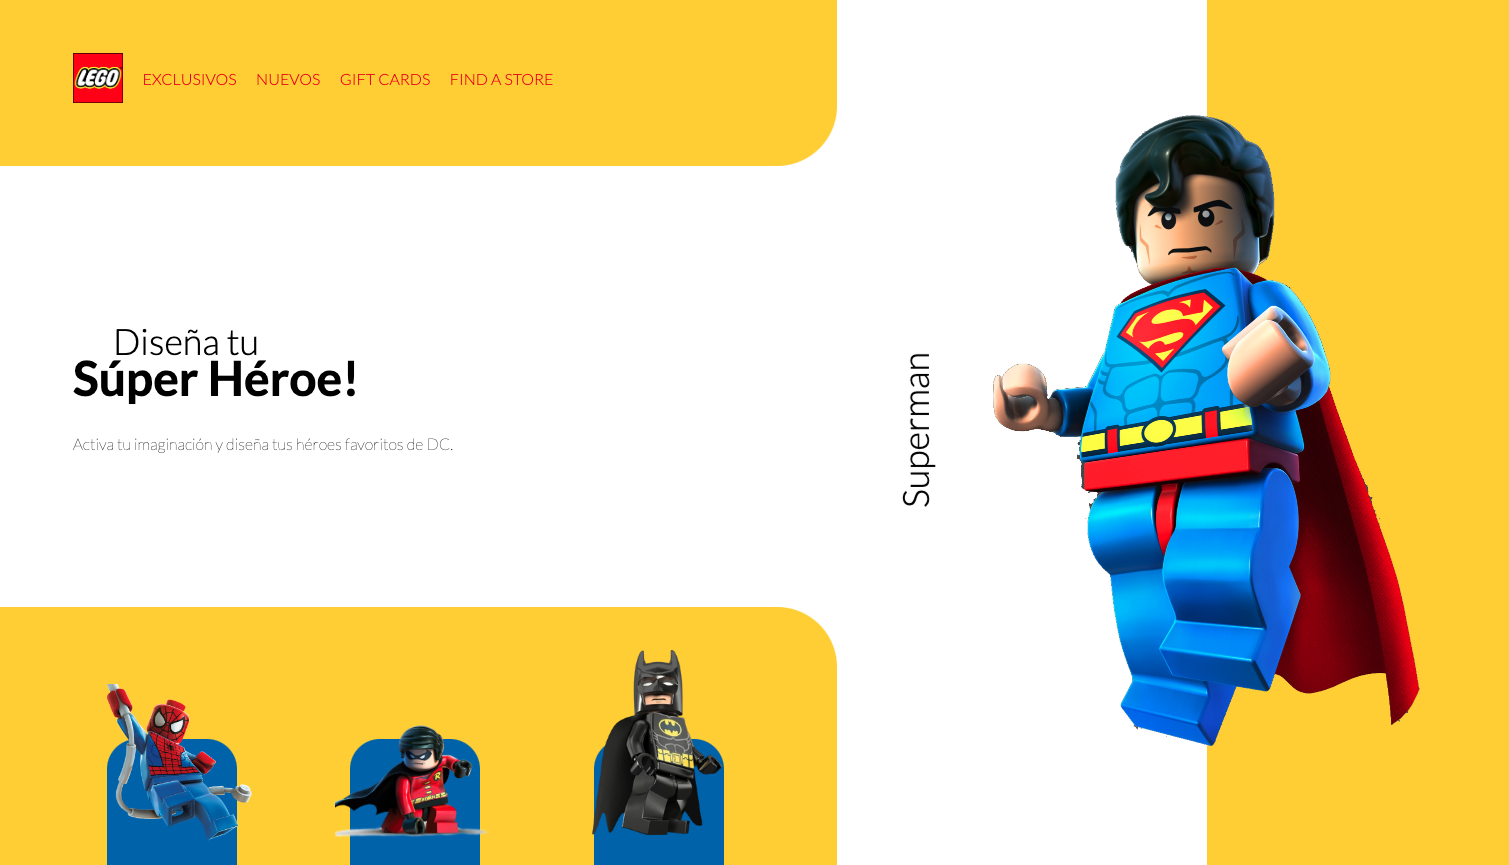 LEGO
EXCLUSIVOS NUEVOS GIFT CARDS FIND A STORE
Diseña tu
Súper Héroe!
Activa tu imaginación y diseña tus héroes favoritos de DC.
Superman
S
R